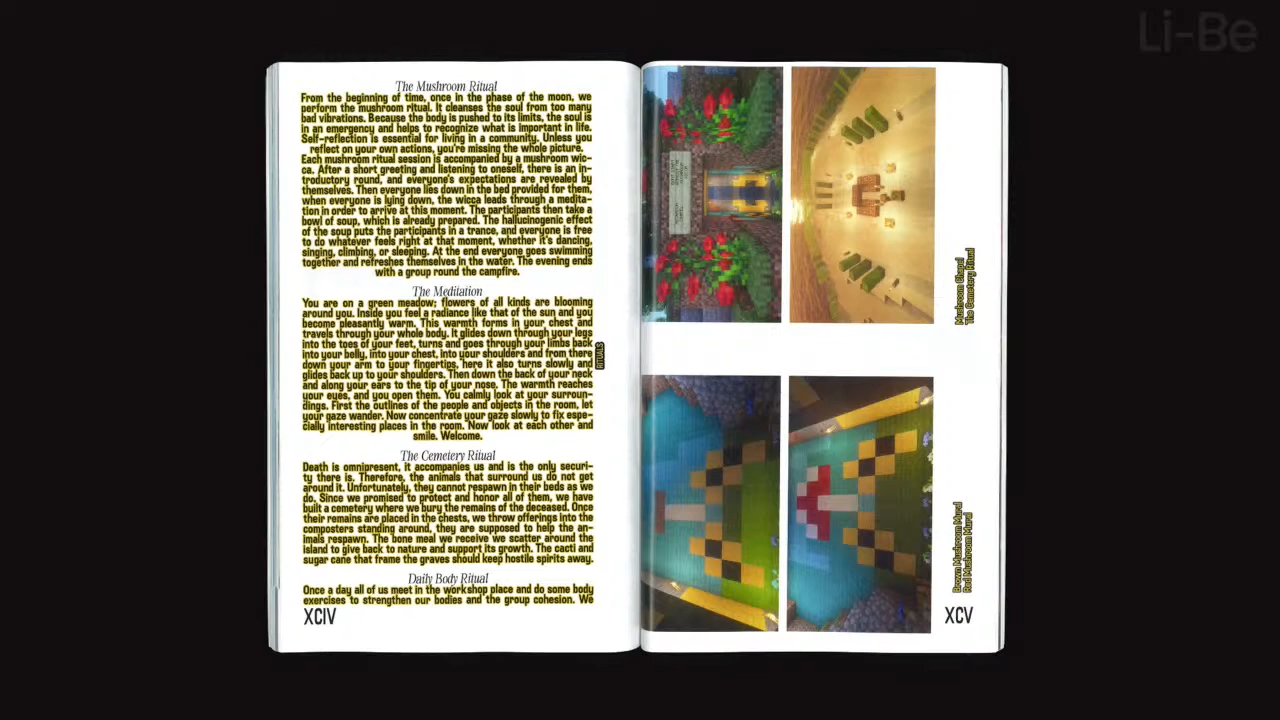 Li-Be
The Mushroom Ritual
From the beginning of time, once in the phase of the moon, we
perform the mushroom ritual. It cleanses the soul from too many
bad vibrations. Because the body is pushed to its limits, the soul is
in an emergency and helps to recognize what is important in life.
Self-reflection is essential for living in a community. Unless you
reflect on your own actions, you're missing the whole picture.
Each mushroom ritual session is accompanied by a mushroom wic-
ca. After a short greeting and listening to oneself, there is an in-
troductory round, and everyone's expectations are revealed by
themselves. Then everyone lies down in the bed provided for them,
when everyone is lying down, the wicca leads through a medita-
tion in order to arrive at this moment. The participants then take a
bowl of soup, which is already prepared. The hallucinogenic effect
of the soup puts the participants in a trance, and everyone is free
to do whatever feels right at that moment, whether it's dancing,
singing, climbing, or sleeping. At the end everyone goes swimming
together and refreshes themselves in the water. The evening ends
with a group round the campfire.
The Meditation
You are on a green meadow; flowers of all kinds are blooming
around you. Inside you feel a radiance like that of the sun and you
become pleasantly warm. This warmth forms in your chest and
travels through your whole body. It glides down through your legs
into the toes of your feet, turns and goes through your limbs back
into your belly, into your chest, into your shoulders and from there
down your arm to your fingertips, here it also turns slowly and
glides back up to your shoulders. Then down the back of your neck
and along your ears to the tip of your nose. The warmth reaches
your eyes, and you open them. You calmly look at your surroun-
dings. First the outlines of the people and objects in the room, let
your gaze wander. Now concentrate your gaze slowly to fix espe-
cially interesting places in the room. Now look at each other and
smile. Welcome.
The Cemetery Ritual
Death is omnipresent, it accompanies us and is the only securi-
ty there is. Therefore, the animals that surround us do not get
around it. Unfortunately, they cannot respawn in their beds as we
do. Since we promised to protect and honor all of them, we have
built a cemetery where we bury the remains of the deceased. Once
their remains are placed in the chests, we throw offerings into the
composters standing around, they are supposed to help the an-
imals respawn. The bone meal we receive we scatter around the
island to give back to nature and support its growth. The cacti and
sugar cane that frame the graves should keep hostile spirits away.
Daily Body Ritual
Once a day all of us meet in the workshop place and do some body
exercises to strengthen our bodies and the group cohesion. We
XCIV
RITUALS
Mushroom Chapel
The Cemetery Ritual
Brown Mushroom Mural
Red Mushroom Mural
XCV